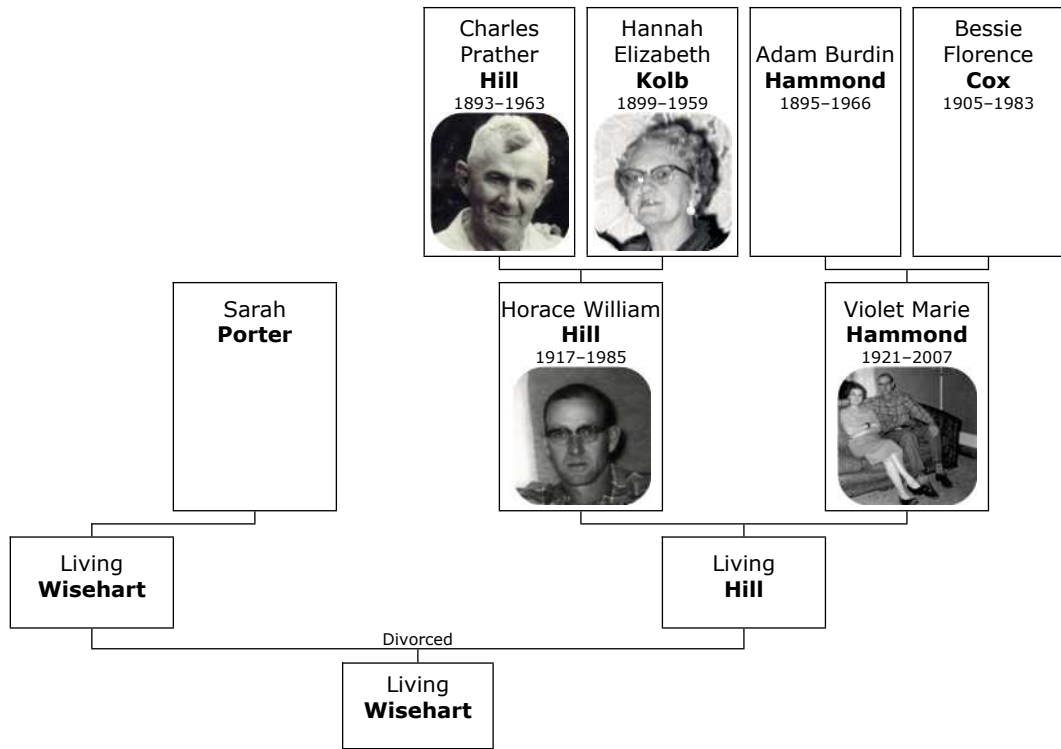 Charles
Prather
Hill
1893–1963
Hannah
Elizabeth
Kolb
1899–1959
Adam Burdin
Hammond
1895–1966
Bessie
Florence
Cox
1905–1983
Sarah
Porter
Horace William
Hill
1917–1985
Violet Marie
Hammond
1921–2007
Living
Wisehart
Living
Hill
Divorced
Living
Wisehart